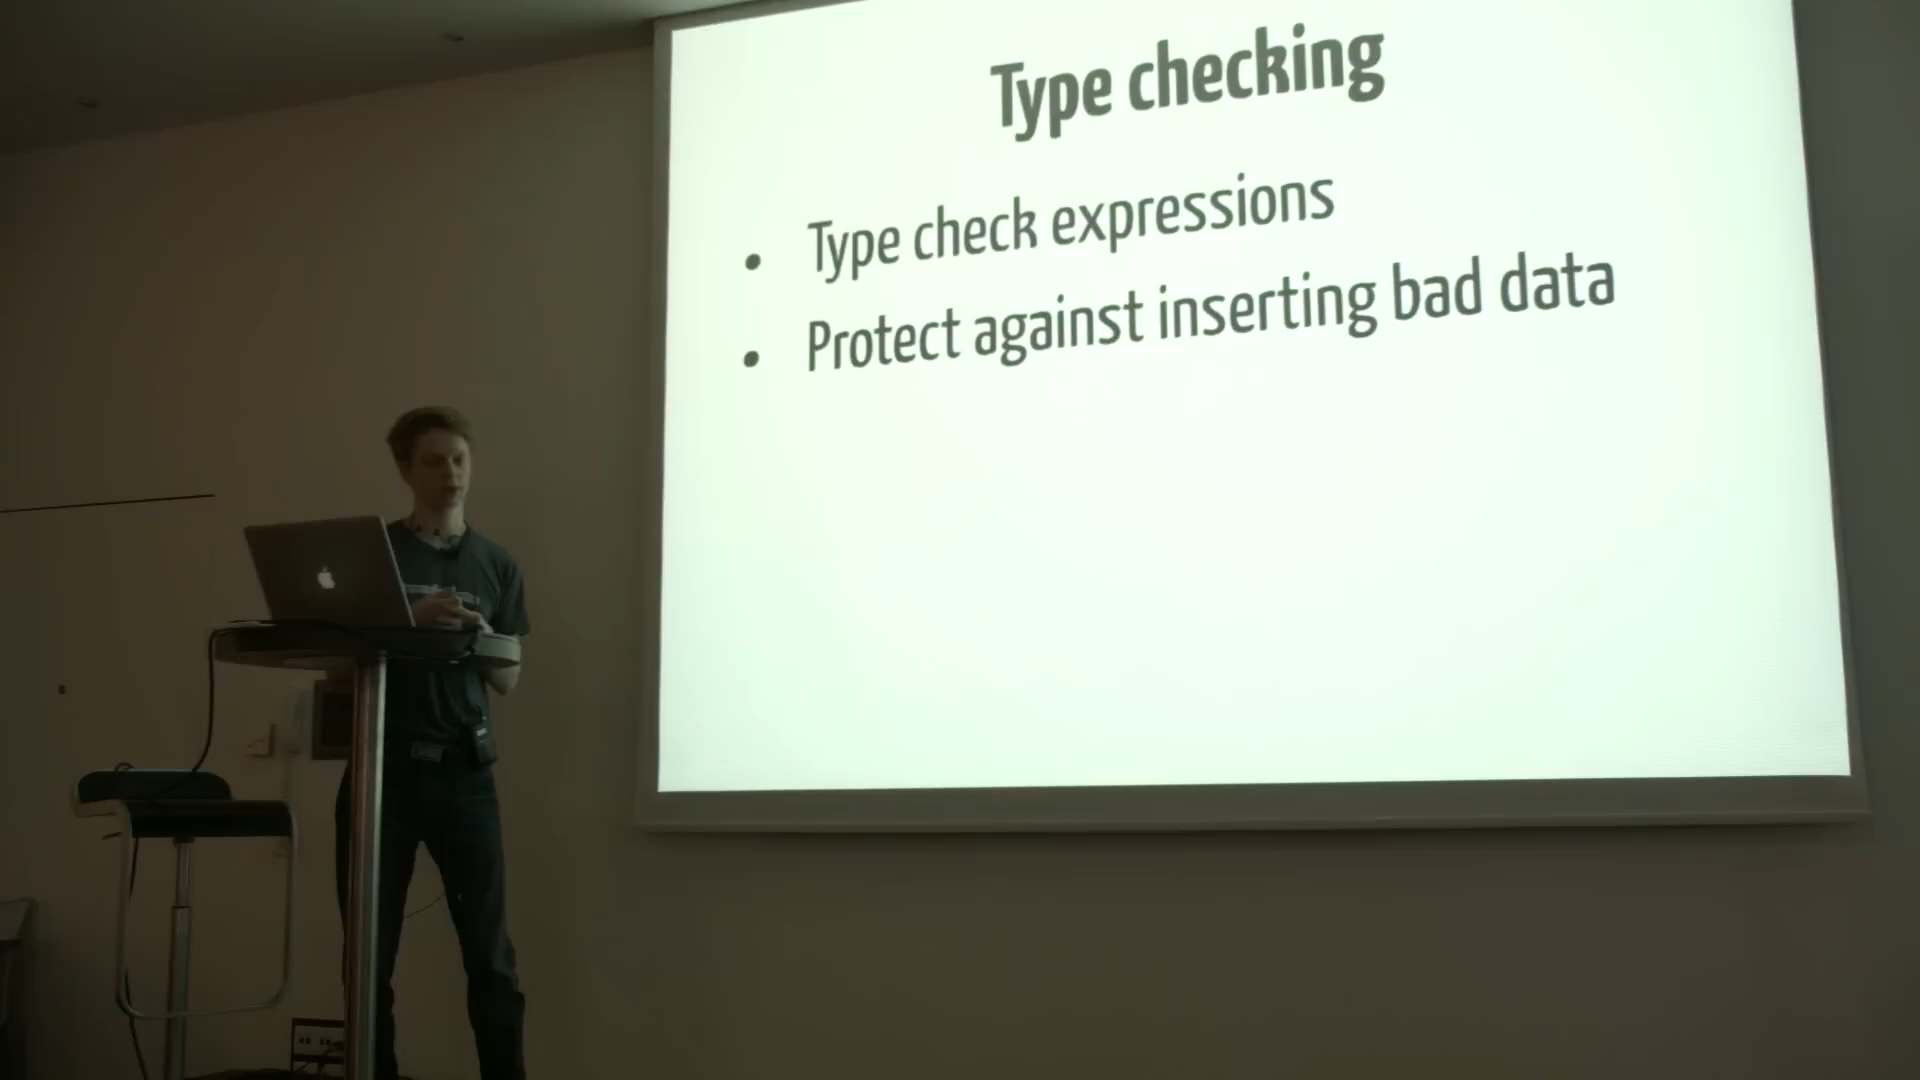 Type checking
• Type check expressions
• Protect against inserting bad data